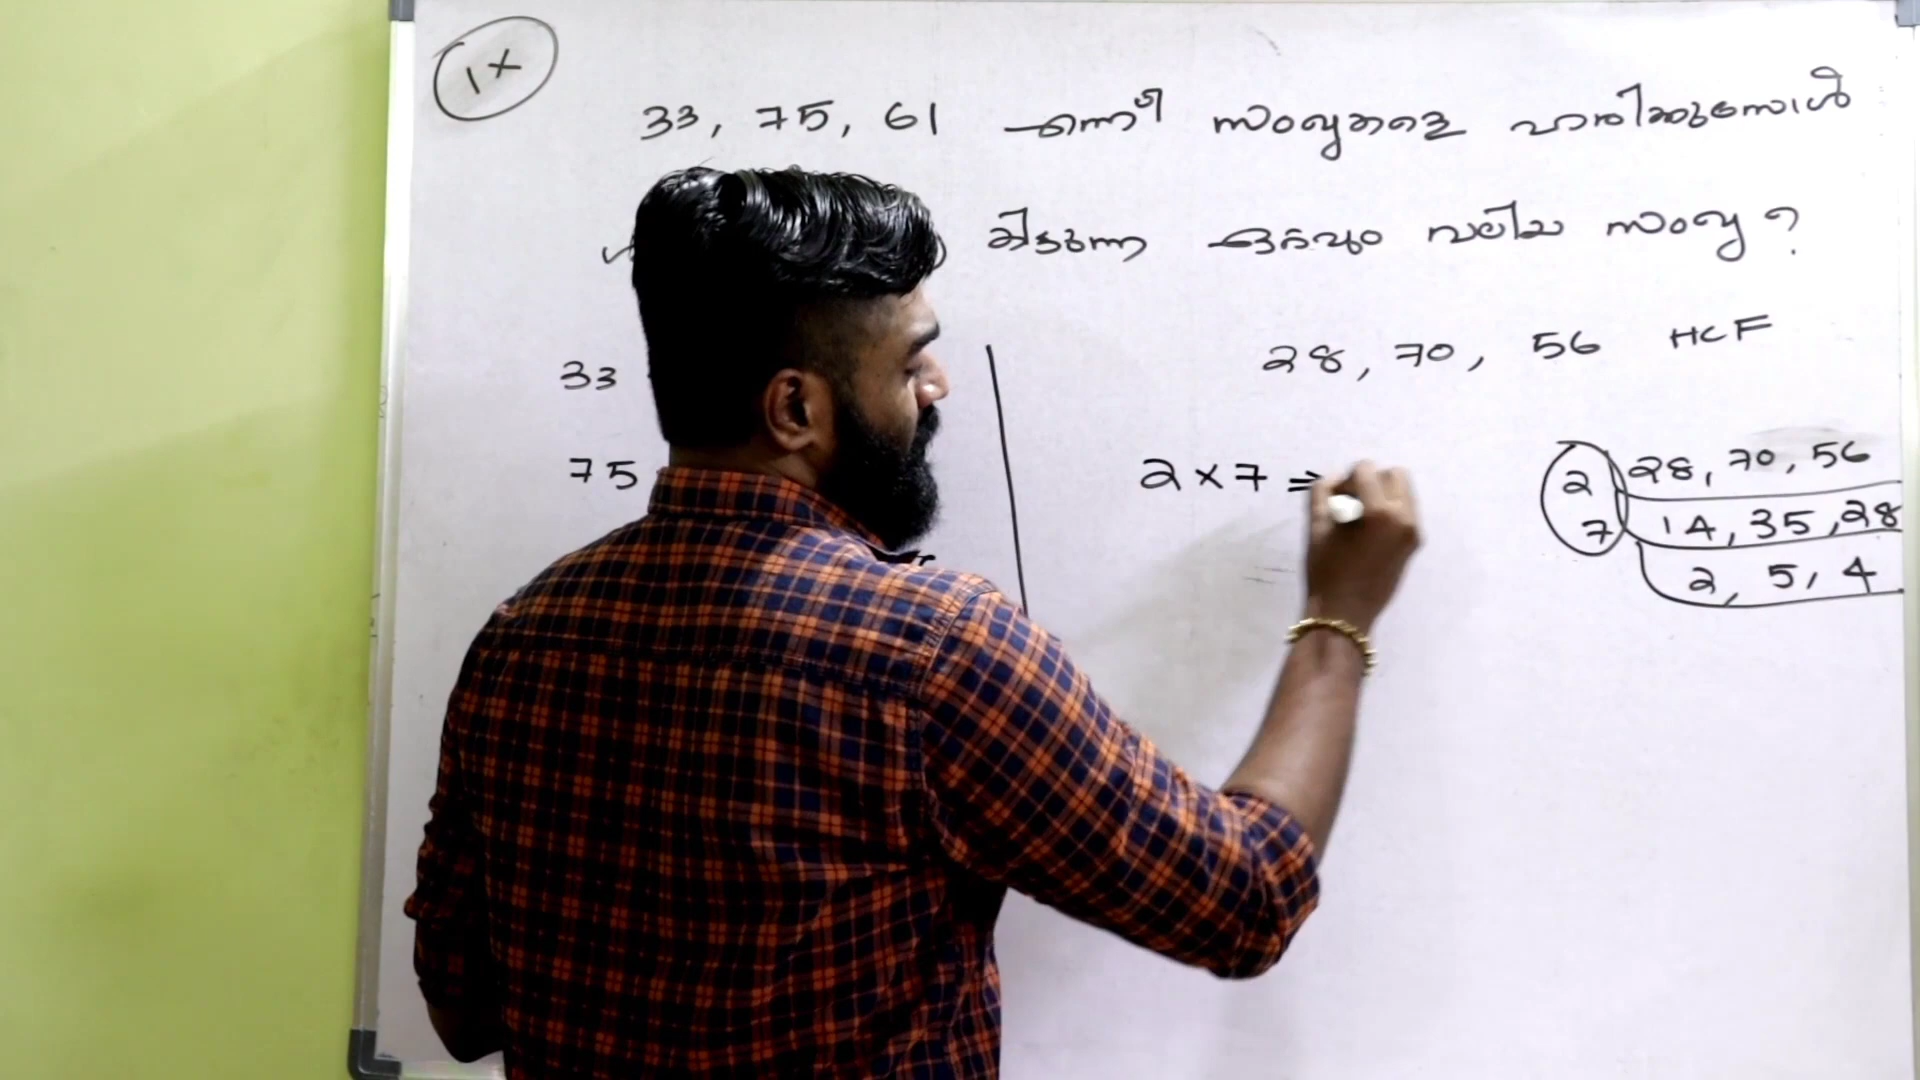 IX
33, 75, 61 എന്നീ സംഖ്യകളെ ഹരിക്കുമ്പോൾ
കിട്ടുന്ന ഏറ്റവും വലിയ സംഖ്യ ?
28, 70, 56 HCF
33
75
2 × 7 =
2 28, 70, 56
7 14, 35, 28
2, 5, 4